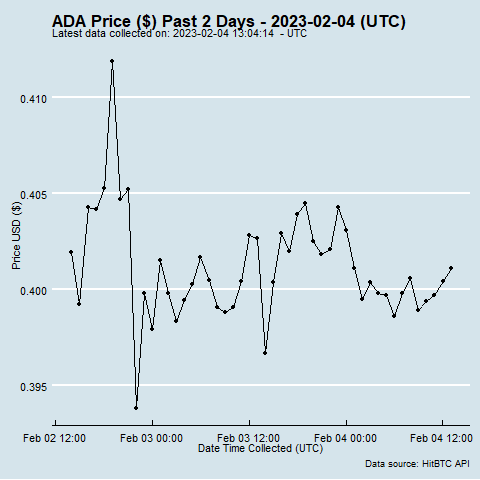 ADA Price ($) Past 2 Days - 2023-02-04 (UTC)
Latest data collected on: 2023-02-04 13:04:14  - UTC
0.410
0.405
0.400
0.395
Price USD ($)
Feb 02 12:00 Feb 03 00:00 Feb 03 12:00 Feb 04 00:00 Feb 04 12:00
Date Time Collected (UTC)
Data source: HitBTC API